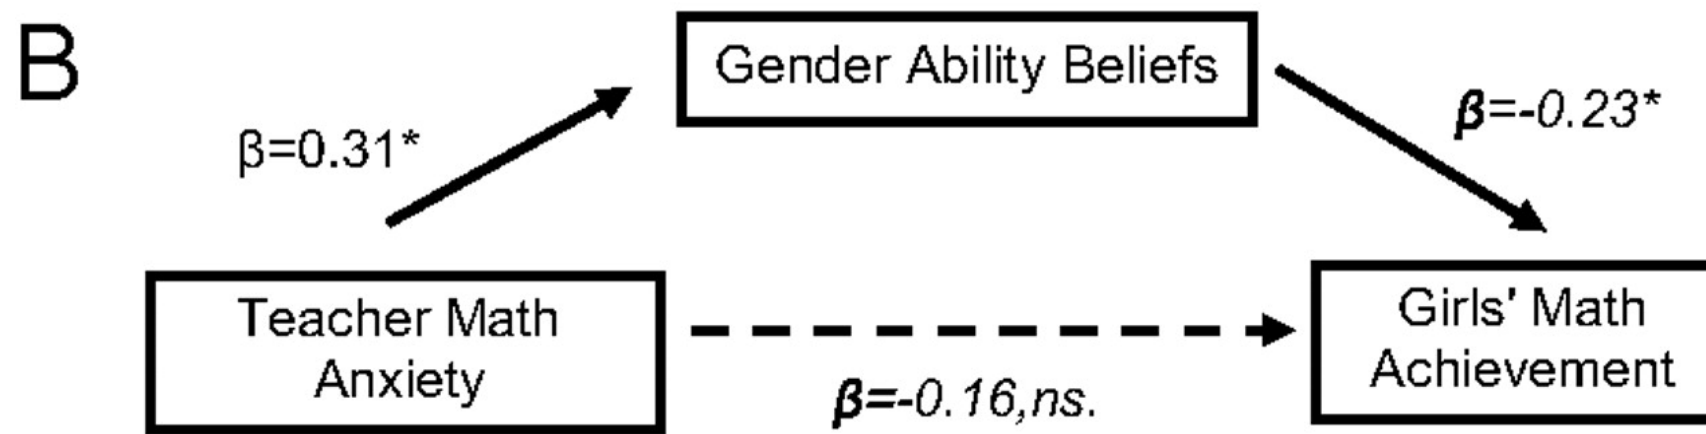 B
Gender Ability Beliefs
β=0.31*
β=-0.23*
Teacher Math
Anxiety
β=-0.16,ns.
Girls' Math
Achievement